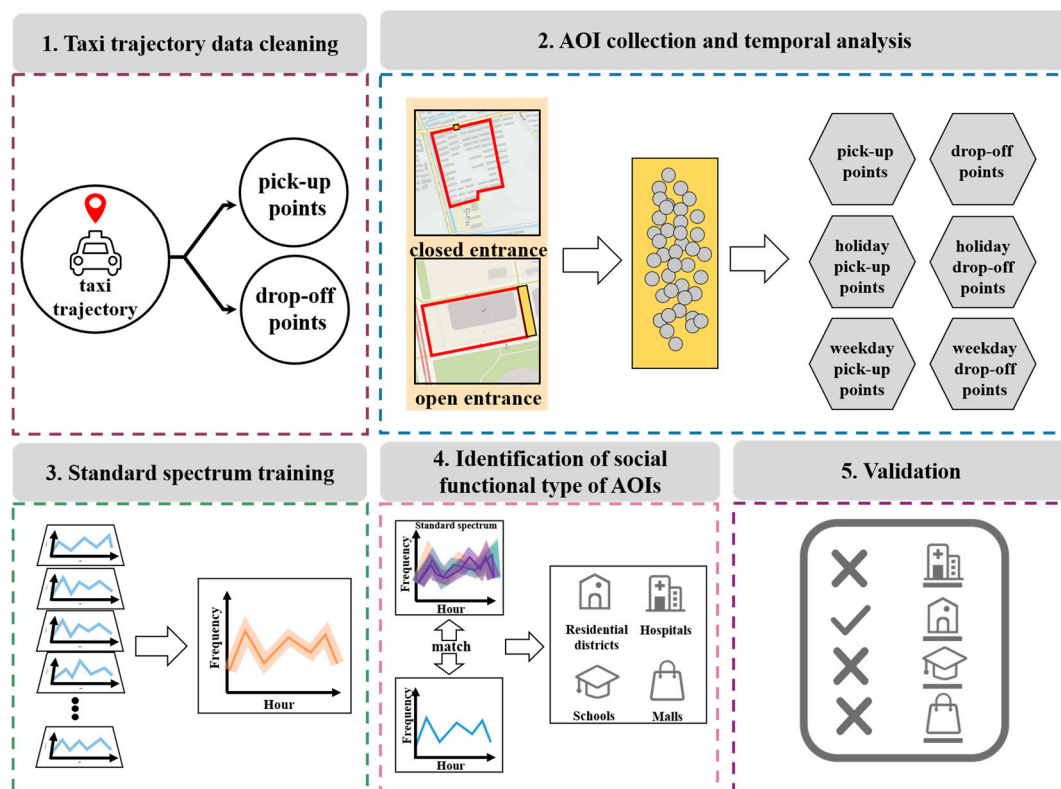 1. Taxi trajectory data cleaning
2. AOI collection and temporal analysis
taxi
trajectory
pick-up
points
drop-off
points
closed entrance
open entrance
pick-up
points
drop-off
points
holiday
pick-up
points
holiday
drop-off
points
weekday
pick-up
points
weekday
drop-off
points
3. Standard spectrum training
4. Identification of social
functional type of AOIs
5. Validation
Frequency
Hour
Standard spectrum
Frequency
Hour
match
Frequency
Hour
Residential
districts
Hospitals
Schools
Malls